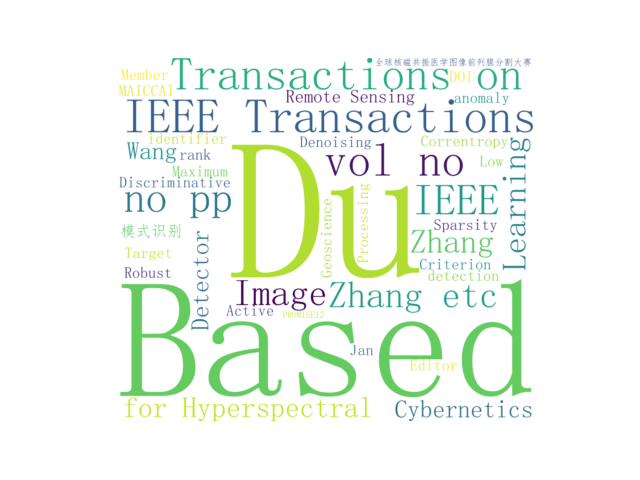 全球核磁共振医学图像前列腺分割大赛
Member
Transactions on
DOI
MAICCAI
Remote Sensing
anomaly
IEEE Transactions
identifier
Denoising
Correntropy
Wang
rank
vol no
Low
Maximum
Discriminative
Du
no pp
IEEE
Learning
Geoscience
Processing
Sparsity
模式识别
Zhang
Target
Detector
Criterion
Robust
detection
Image
Zhang etc
Active
PROMISE12
Based
Jan
Editor
for Hyperspectral
Cybernetics